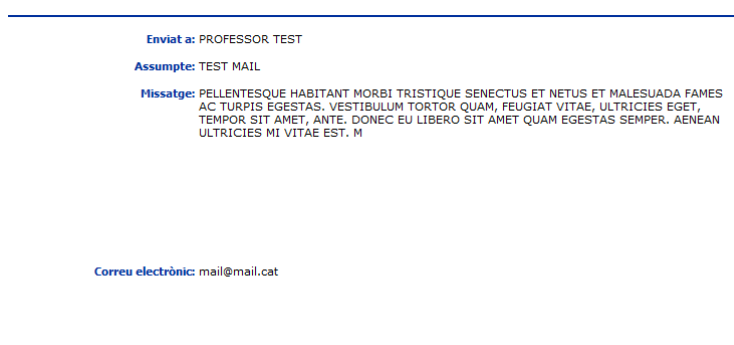 Enviat a: PROFESSOR TEST
Assumpte: TEST MAIL
Missatge: PELLENTESQUE HABITANT MORBI TRISTIQUE SENECTUS ET NETUS ET MALESUADA FAMES
AC TURPIS EGESTAS. VESTIBULUM TORTOR QUAM, FEUGIAT VITAE, ULTRICIES EGET,
TEMPOR SIT AMET, ANTE. DONEC EU LIBERO SIT AMET QUAM EGESTAS SEMPER. AENEAN
ULTRICIES MI VITAE EST. M
Correu electrònic: mail@mail.cat